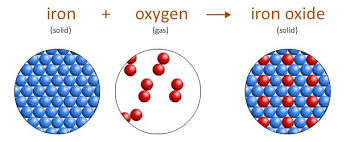 iron + oxygen → iron oxide
(solid) (gas) (solid)